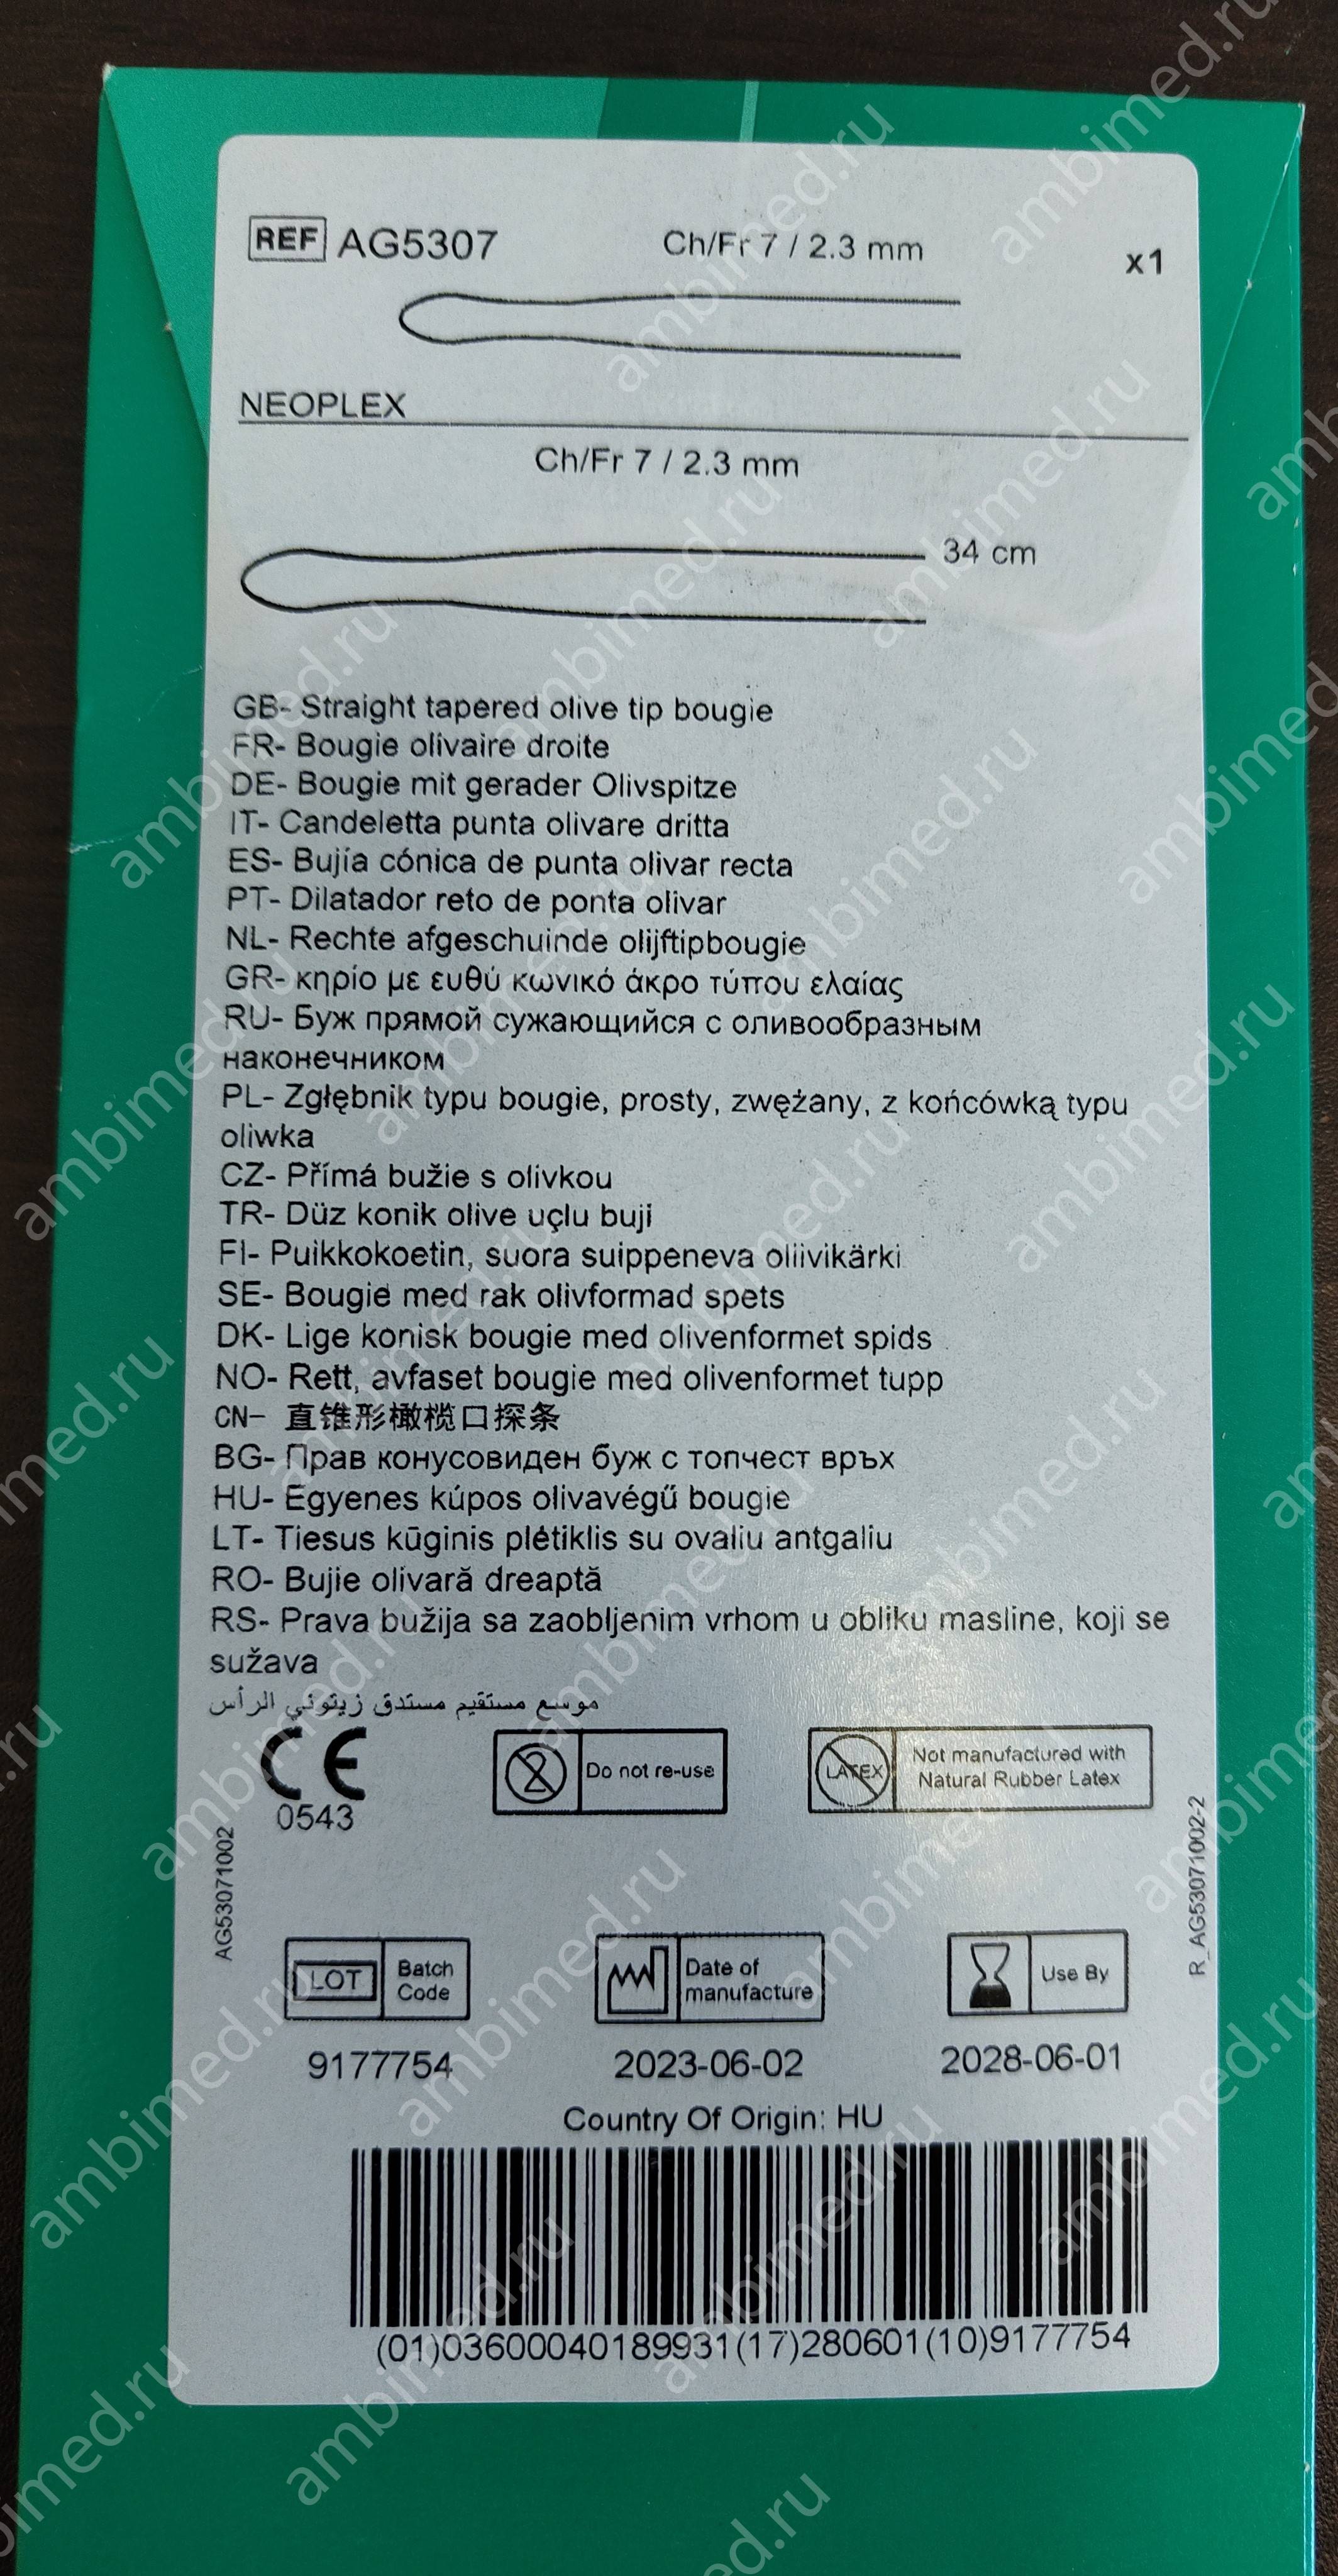 REF AG5307 Ch/Fr 7 / 2.3 mm x1
NEOPLEX
Ch/Fr 7 / 2.3 mm
34 cm
GB- Straight tapered olive tip bougie
FR- Bougie olivaire droite
DE- Bougie mit gerader Olivspitze
IT- Candeletta punta olivare dritta
ES- Bujía cónica de punta olivar recta
PT- Dilatador reto de ponta olivar
NL- Rechte afgeschuinde olijftipbougie
GR- κηρίο με ευθύ κωνικό άκρο τύπου ελαίας
RU- Буж прямой сужающийся с оливообразным
наконечником
PL- Zgłębnik typu bougie, prosty, zwężany, z końcówką typu
oliwka
CZ- Přímá bužie s olivkou
TR- Düz konik olive uçlu buji
FI- Puikkokoetin, suora suippeneva oliivikärki
SE- Bougie med rak olivformad spets
DK- Lige konisk bougie med olivenformet spids
NO- Rett, avfaset bougie med olivenformet tupp
CN- 直锥形橄榄口探条
BG- Прав конусовиден буж с топчест връх
HU- Egyenes kúpos olivavégű bougie
LT- Tiesus kūginis plėtiklis su ovaliu antgaliu
RO- Bujie olivară dreaptă
RS- Prava bužija sa zaobljenim vrhom u obliku masline, koji se
sužava
موسع مستقيم مستدق زيتوني الرأس
CE
0543
2 Do not re-use
LATEX Not manufactured with
Natural Rubber Latex
AG53071002
R_AG53071002-2
LOT Batch
Code
Date of
manufacture
Use By
9177754 2023-06-02 2028-06-01
Country Of Origin: HU
(01)03600040189931(17)280601(10)9177754
ambimed.ru